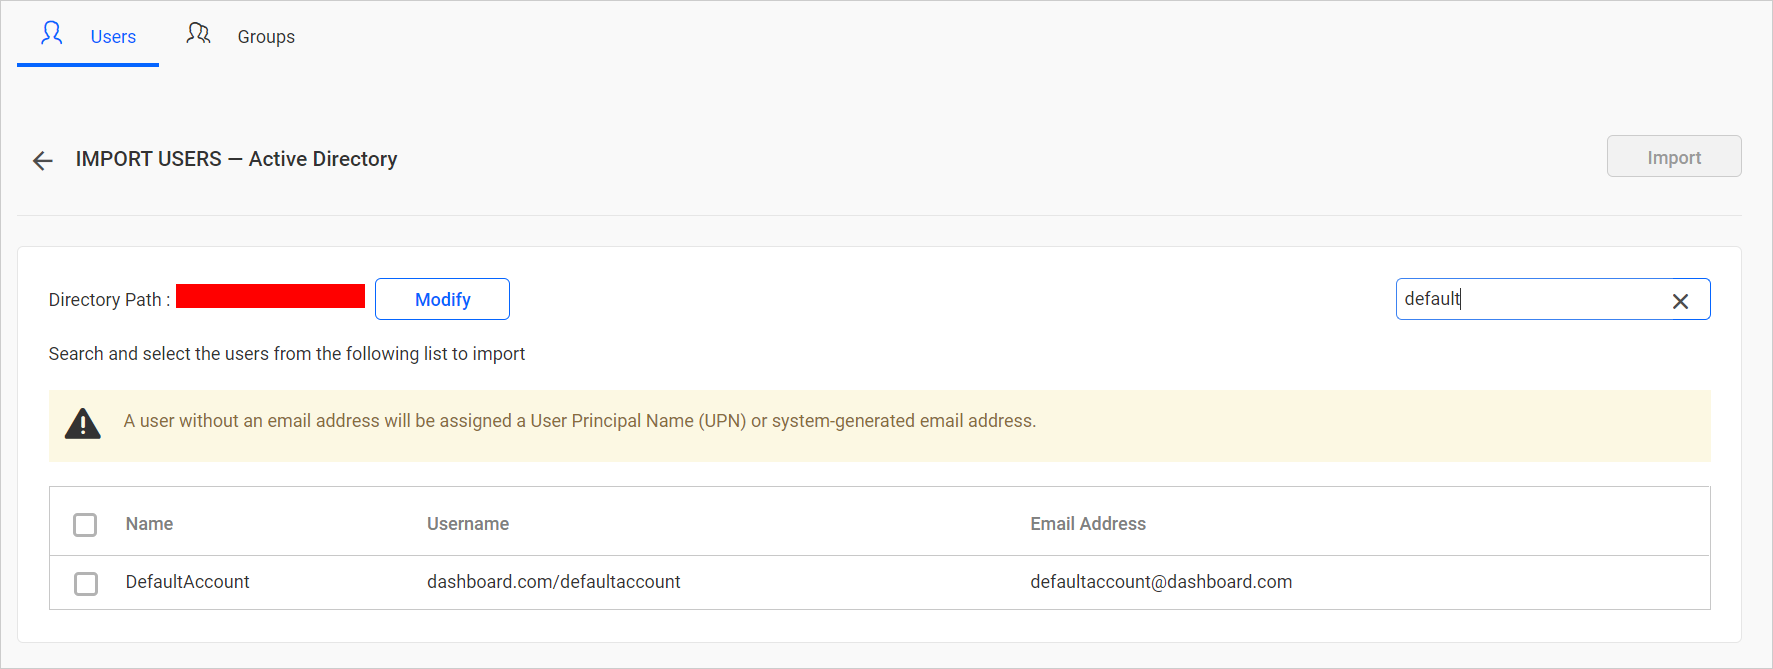 Users
Groups
IMPORT USERS — Active Directory
Import
Directory Path :
Modify
default
Search and select the users from the following list to import
A user without an email address will be assigned a User Principal Name (UPN) or system-generated email address.
Name Username Email Address
DefaultAccount dashboard.com/defaultaccount defaultaccount@dashboard.com